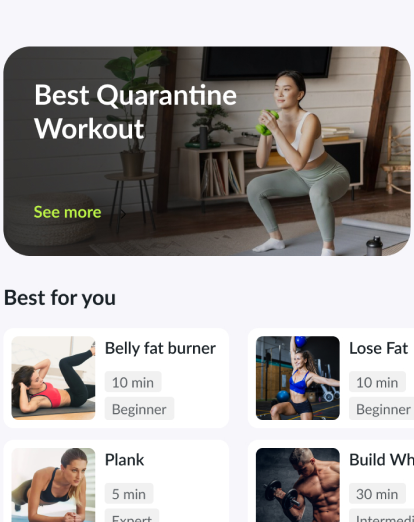 Best Quarantine
Workout
See more
Best for you
Belly fat burner
10 min
Beginner
Lose Fat
10 min
Beginner
Plank
5 min
Expert
Build Wh
30 min